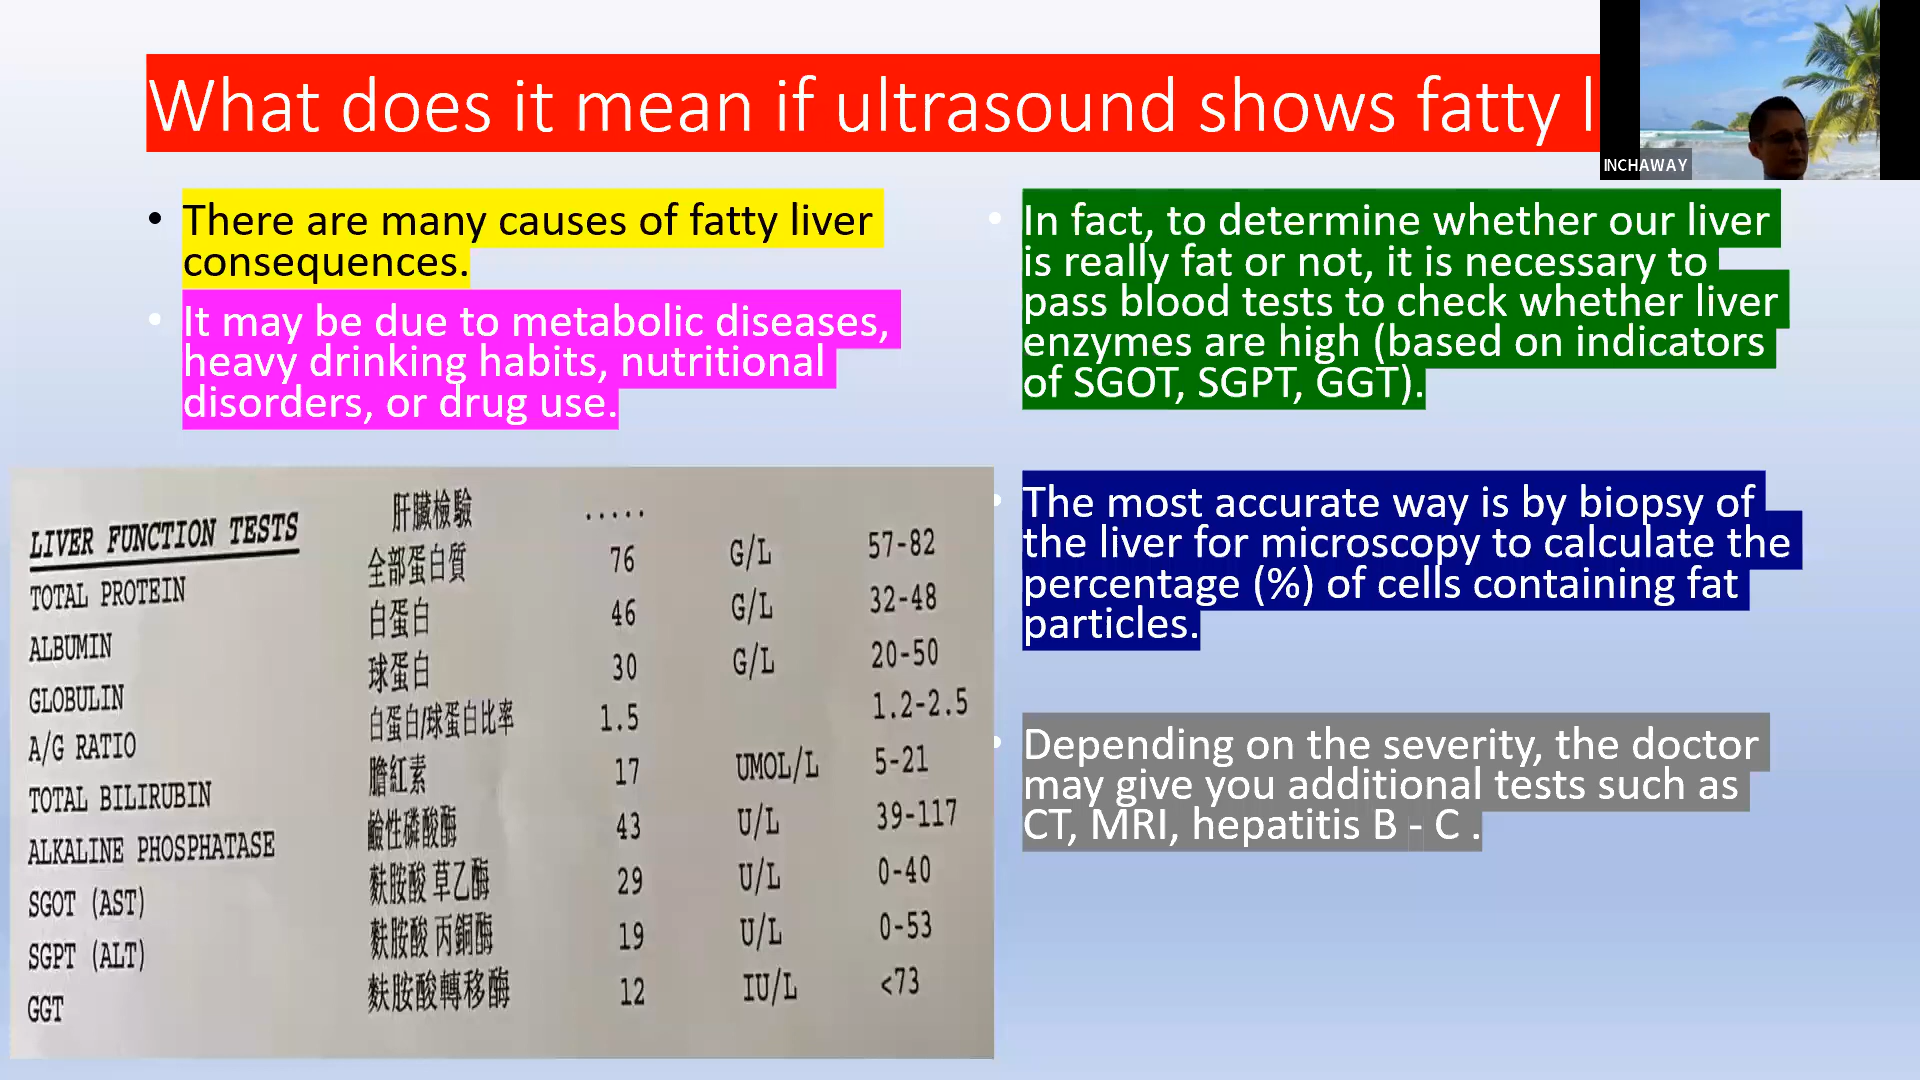 What does it mean if ultrasound shows fatty l
INCHAWAY
• There are many causes of fatty liver
consequences.
• It may be due to metabolic diseases,
heavy drinking habits, nutritional
disorders, or drug use.
• In fact, to determine whether our liver
is really fat or not, it is necessary to
pass blood tests to check whether liver
enzymes are high (based on indicators
of SGOT, SGPT, GGT).
• The most accurate way is by biopsy of
the liver for microscopy to calculate the
percentage (%) of cells containing fat
particles.
• Depending on the severity, the doctor
may give you additional tests such as
CT, MRI, hepatitis B - C .
LIVER FUNCTION TESTS 肝臟檢驗 .....
TOTAL PROTEIN 全部蛋白質 76 G/L 57-82
ALBUMIN 白蛋白 46 G/L 32-48
GLOBULIN 球蛋白 30 G/L 20-50
A/G RATIO 白蛋白/球蛋白比率 1.5 1.2-2.5
TOTAL BILIRUBIN 膽紅素 17 UMOL/L 5-21
ALKALINE PHOSPHATASE 鹼性磷酸酶 43 U/L 39-117
SGOT (AST) 麩胺酸 草乙酶 29 U/L 0-40
SGPT (ALT) 麩胺酸 丙銅酶 19 U/L 0-53
GGT 麩胺酸轉移酶 12 IU/L <73